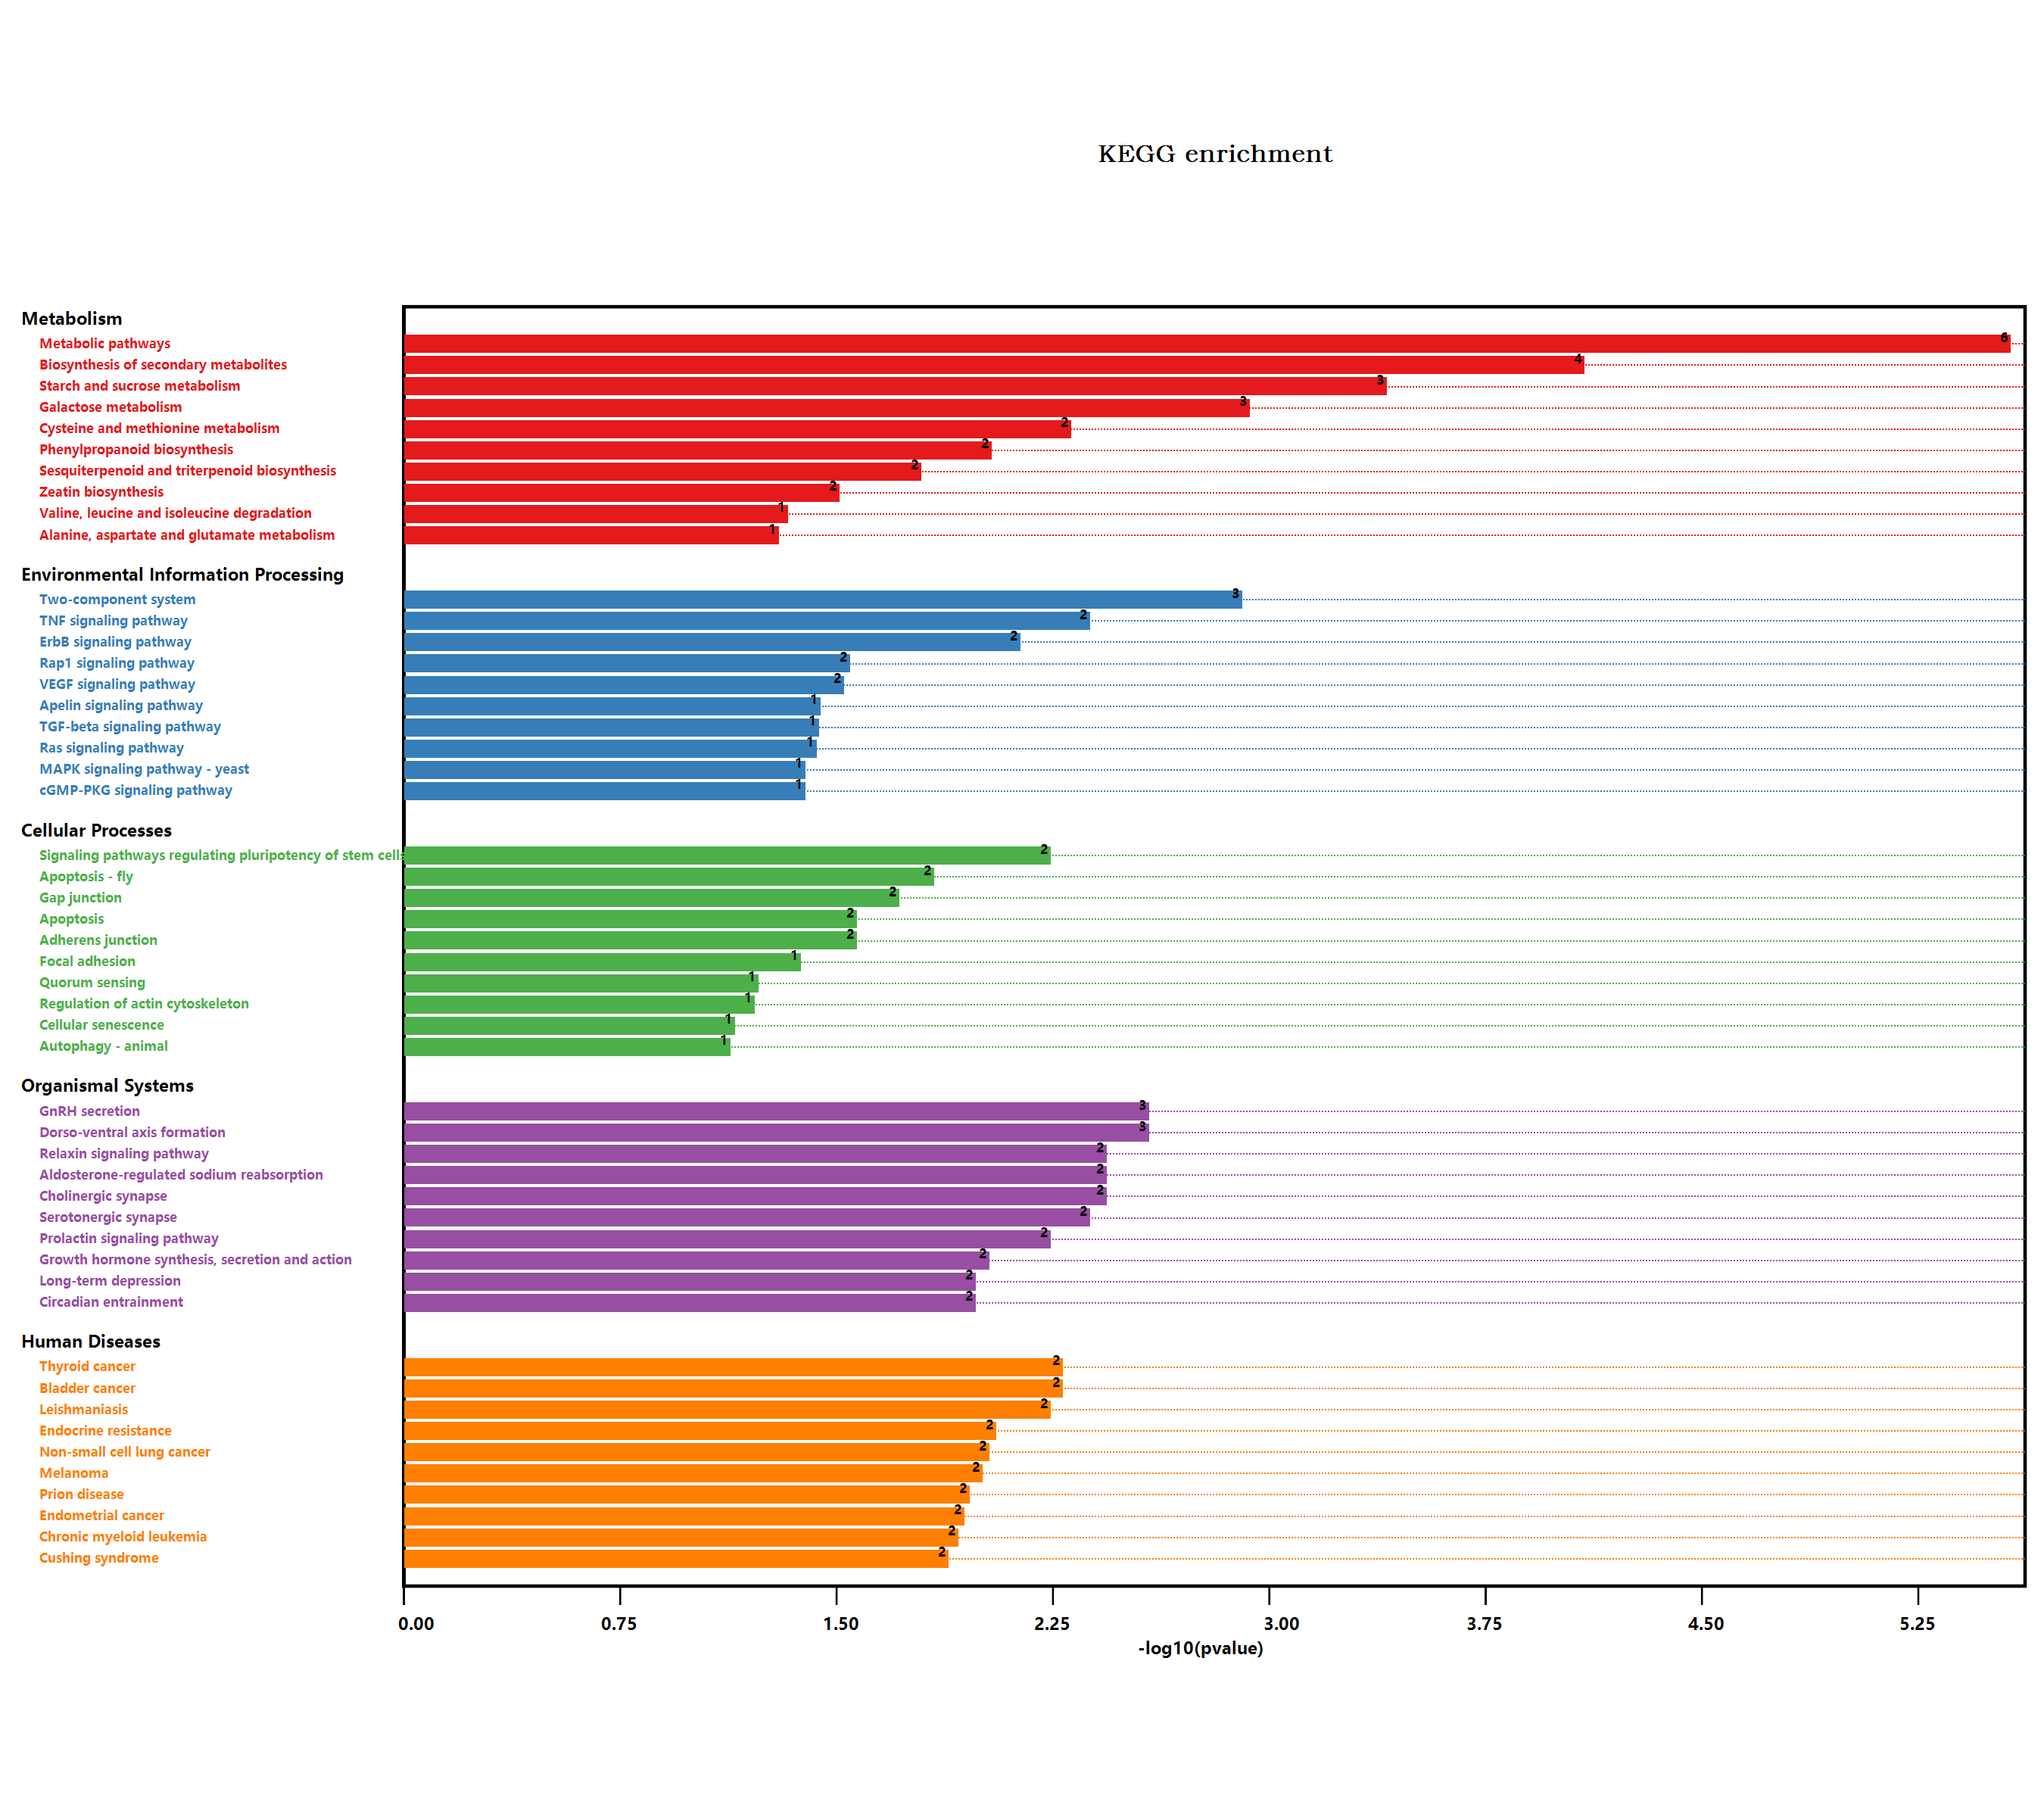 KEGG enrichment
Metabolism
Metabolic pathways 6
Biosynthesis of secondary metabolites 4
Starch and sucrose metabolism 3
Galactose metabolism 3
Cysteine and methionine metabolism 2
Phenylpropanoid biosynthesis 2
Sesquiterpenoid and triterpenoid biosynthesis 2
Zeatin biosynthesis 2
Valine, leucine and isoleucine degradation 1
Alanine, aspartate and glutamate metabolism 1
Environmental Information Processing
Two-component system 3
TNF signaling pathway 2
ErbB signaling pathway 2
Rap1 signaling pathway 2
VEGF signaling pathway 2
Apelin signaling pathway 1
TGF-beta signaling pathway 1
Ras signaling pathway 1
MAPK signaling pathway - yeast 1
cGMP-PKG signaling pathway 1
Cellular Processes
Signaling pathways regulating pluripotency of stem cells 2
Apoptosis - fly 2
Gap junction 2
Apoptosis 2
Adherens junction 2
Focal adhesion 1
Quorum sensing 1
Regulation of actin cytoskeleton 1
Cellular senescence 1
Autophagy - animal 1
Organismal Systems
GnRH secretion 3
Dorso-ventral axis formation 3
Relaxin signaling pathway 2
Aldosterone-regulated sodium reabsorption 2
Cholinergic synapse 2
Serotonergic synapse 2
Prolactin signaling pathway 2
Growth hormone synthesis, secretion and action 2
Long-term depression 2
Circadian entrainment 2
Human Diseases
Thyroid cancer 2
Bladder cancer 2
Leishmaniasis 2
Endocrine resistance 2
Non-small cell lung cancer 2
Melanoma 2
Prion disease 2
Endometrial cancer 2
Chronic myeloid leukemia 2
Cushing syndrome 2
0.00 0.75 1.50 2.25 3.00 3.75 4.50 5.25
-log10(pvalue)